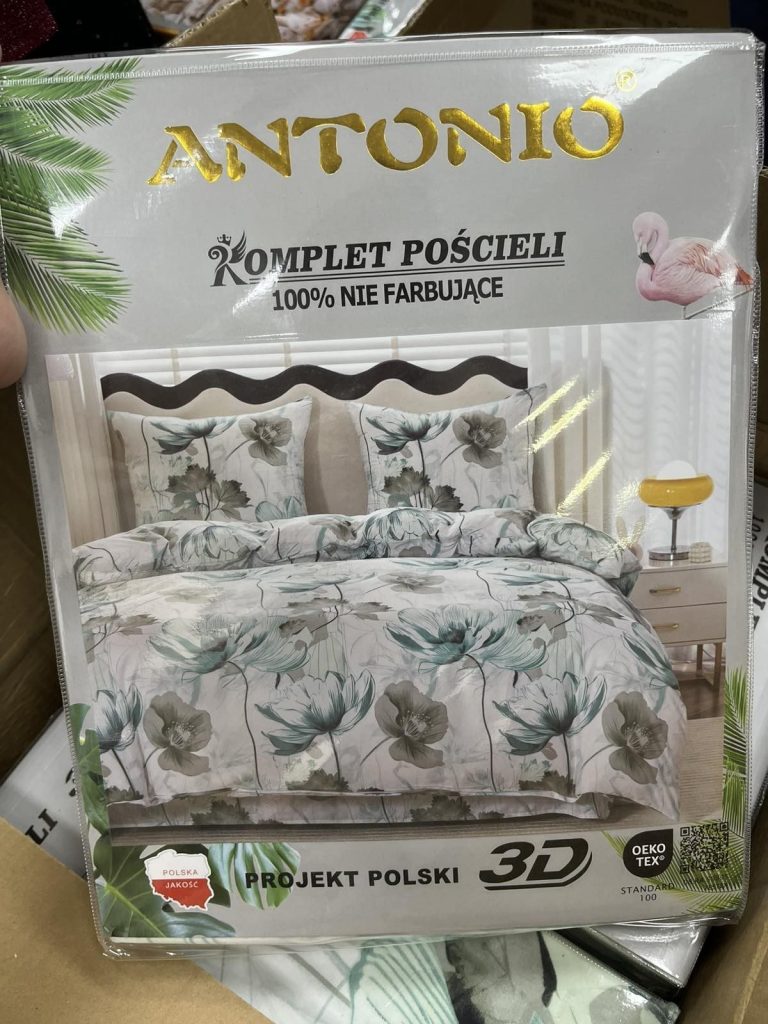 ANTONIO®
KOMPLET POŚCIELI
100% NIE FARBUJĄCE
POLSKA
JAKOŚĆ
PROJEKT POLSKI 3D
OEKO
TEX®
STANDARD
100